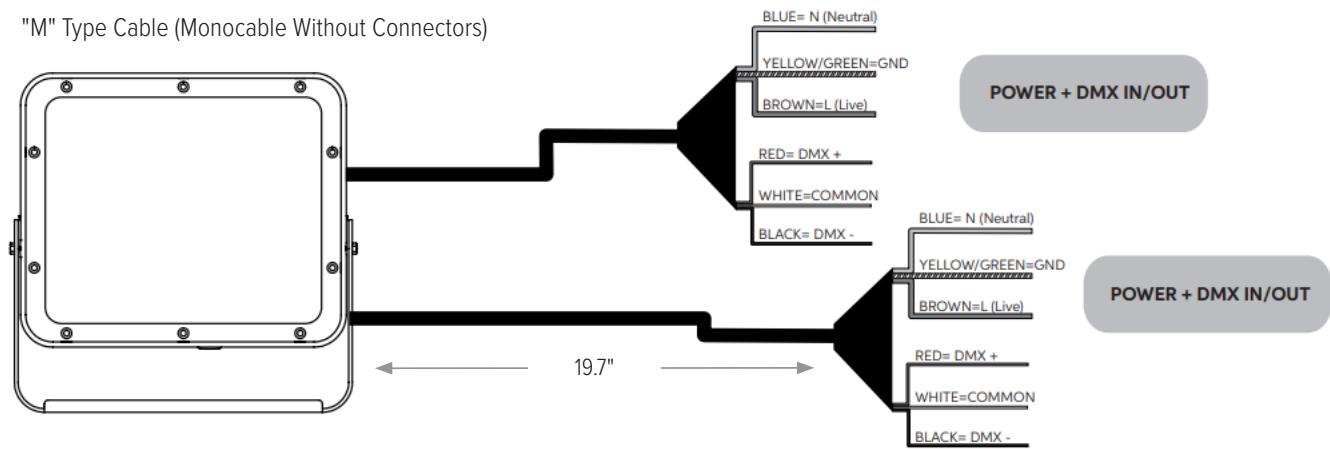 "M" Type Cable (Monocable Without Connectors)
BLUE= N (Neutral)
YELLOW/GREEN=GND
BROWN=L (Live)
RED= DMX +
WHITE=COMMON
BLACK= DMX -
POWER + DMX IN/OUT
BLUE= N (Neutral)
YELLOW/GREEN=GND
BROWN=L (Live)
RED= DMX +
WHITE=COMMON
BLACK= DMX -
POWER + DMX IN/OUT
19.7"